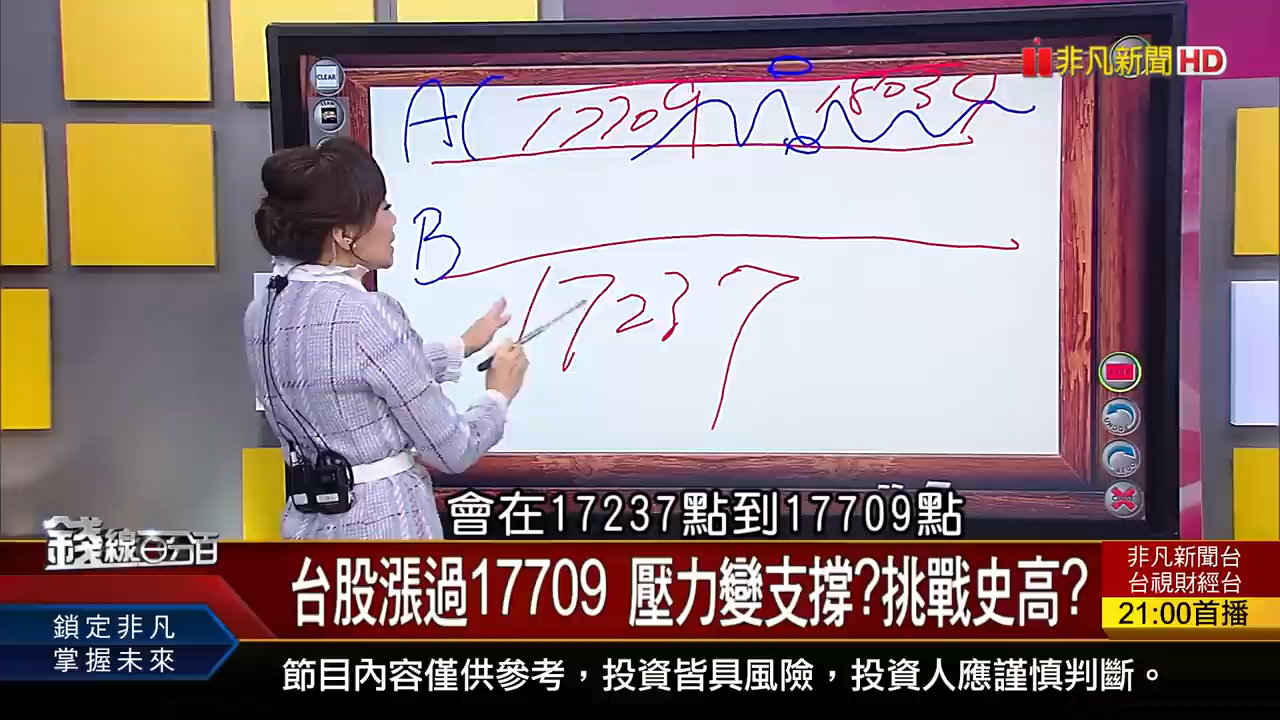 非凡新聞HD
CLEAR
A 17709 18034
B
17237
會在17237點到17709點
錢線百分百
台股漲過17709 壓力變支撐?挑戰史高?
非凡新聞台
台視財經台
21:00首播
鎖定非凡
掌握未來
節目內容僅供參考，投資皆具風險，投資人應謹慎判斷。